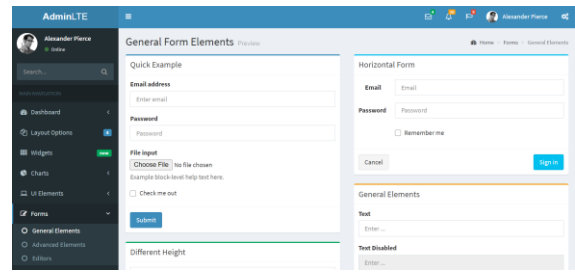 AdminLTE
Alexander Pierce
Alexander Pierce
Online
Search...
MAIN NAVIGATION
Dashboard
Layout Options
Widgets
Charts
UI Elements
Forms
General Elements
Advanced Elements
Editors
General Form Elements Preview
Home
Forms
General Elements
Quick Example
Email address
Enter email
Password
Password
File input
Choose File No file chosen
Example block-level help text here.
Check me out
Submit
Different Height
Horizontal Form
Email Email
Password Password
Remember me
Cancel Sign in
General Elements
Text
Enter ...
Text Disabled
Enter ...